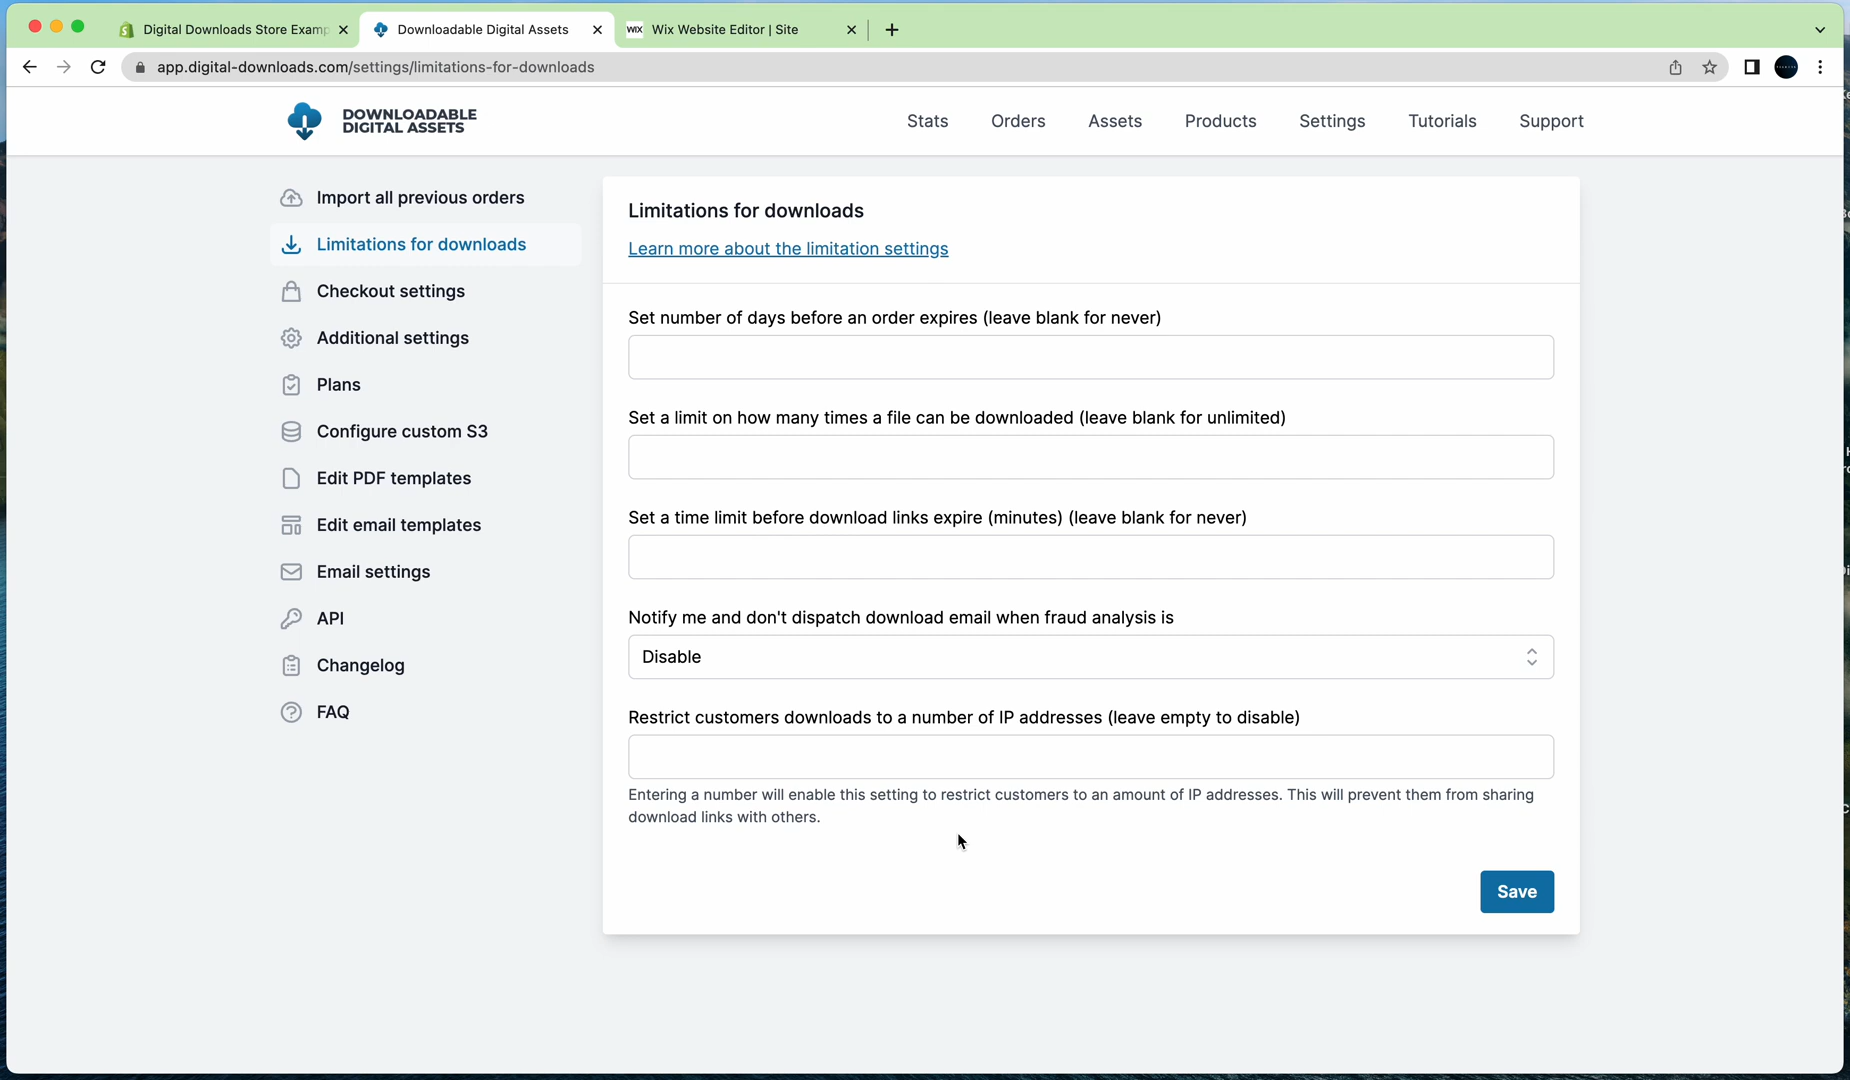 Digital Downloads Store Examp
Downloadable Digital Assets
WIX Wix Website Editor | Site
app.digital-downloads.com/settings/limitations-for-downloads
DOWNLOADABLE
DIGITAL ASSETS
Stats Orders Assets Products Settings Tutorials Support
Import all previous orders
Limitations for downloads
Checkout settings
Additional settings
Plans
Configure custom S3
Edit PDF templates
Edit email templates
Email settings
API
Changelog
FAQ
Limitations for downloads
Learn more about the limitation settings
Set number of days before an order expires (leave blank for never)
Set a limit on how many times a file can be downloaded (leave blank for unlimited)
Set a time limit before download links expire (minutes) (leave blank for never)
Notify me and don't dispatch download email when fraud analysis is
Disable
Restrict customers downloads to a number of IP addresses (leave empty to disable)
Entering a number will enable this setting to restrict customers to an amount of IP addresses. This will prevent them from sharing
download links with others.
Save